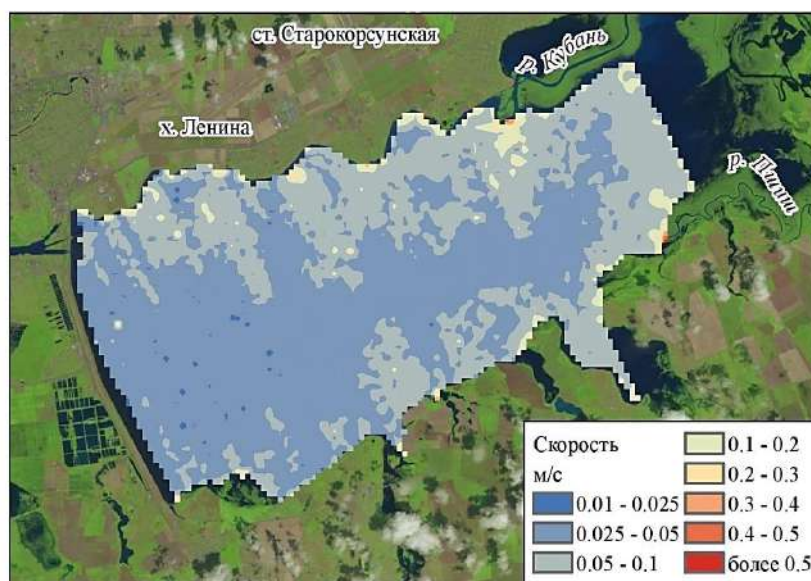 ст. Старокорсунская
р. Кубань
х. Ленина
р. Пшиш
Скорость
м/с
0.01 - 0.025
0.025 - 0.05
0.05 - 0.1
0.1 - 0.2
0.2 - 0.3
0.3 - 0.4
0.4 - 0.5
более 0.5